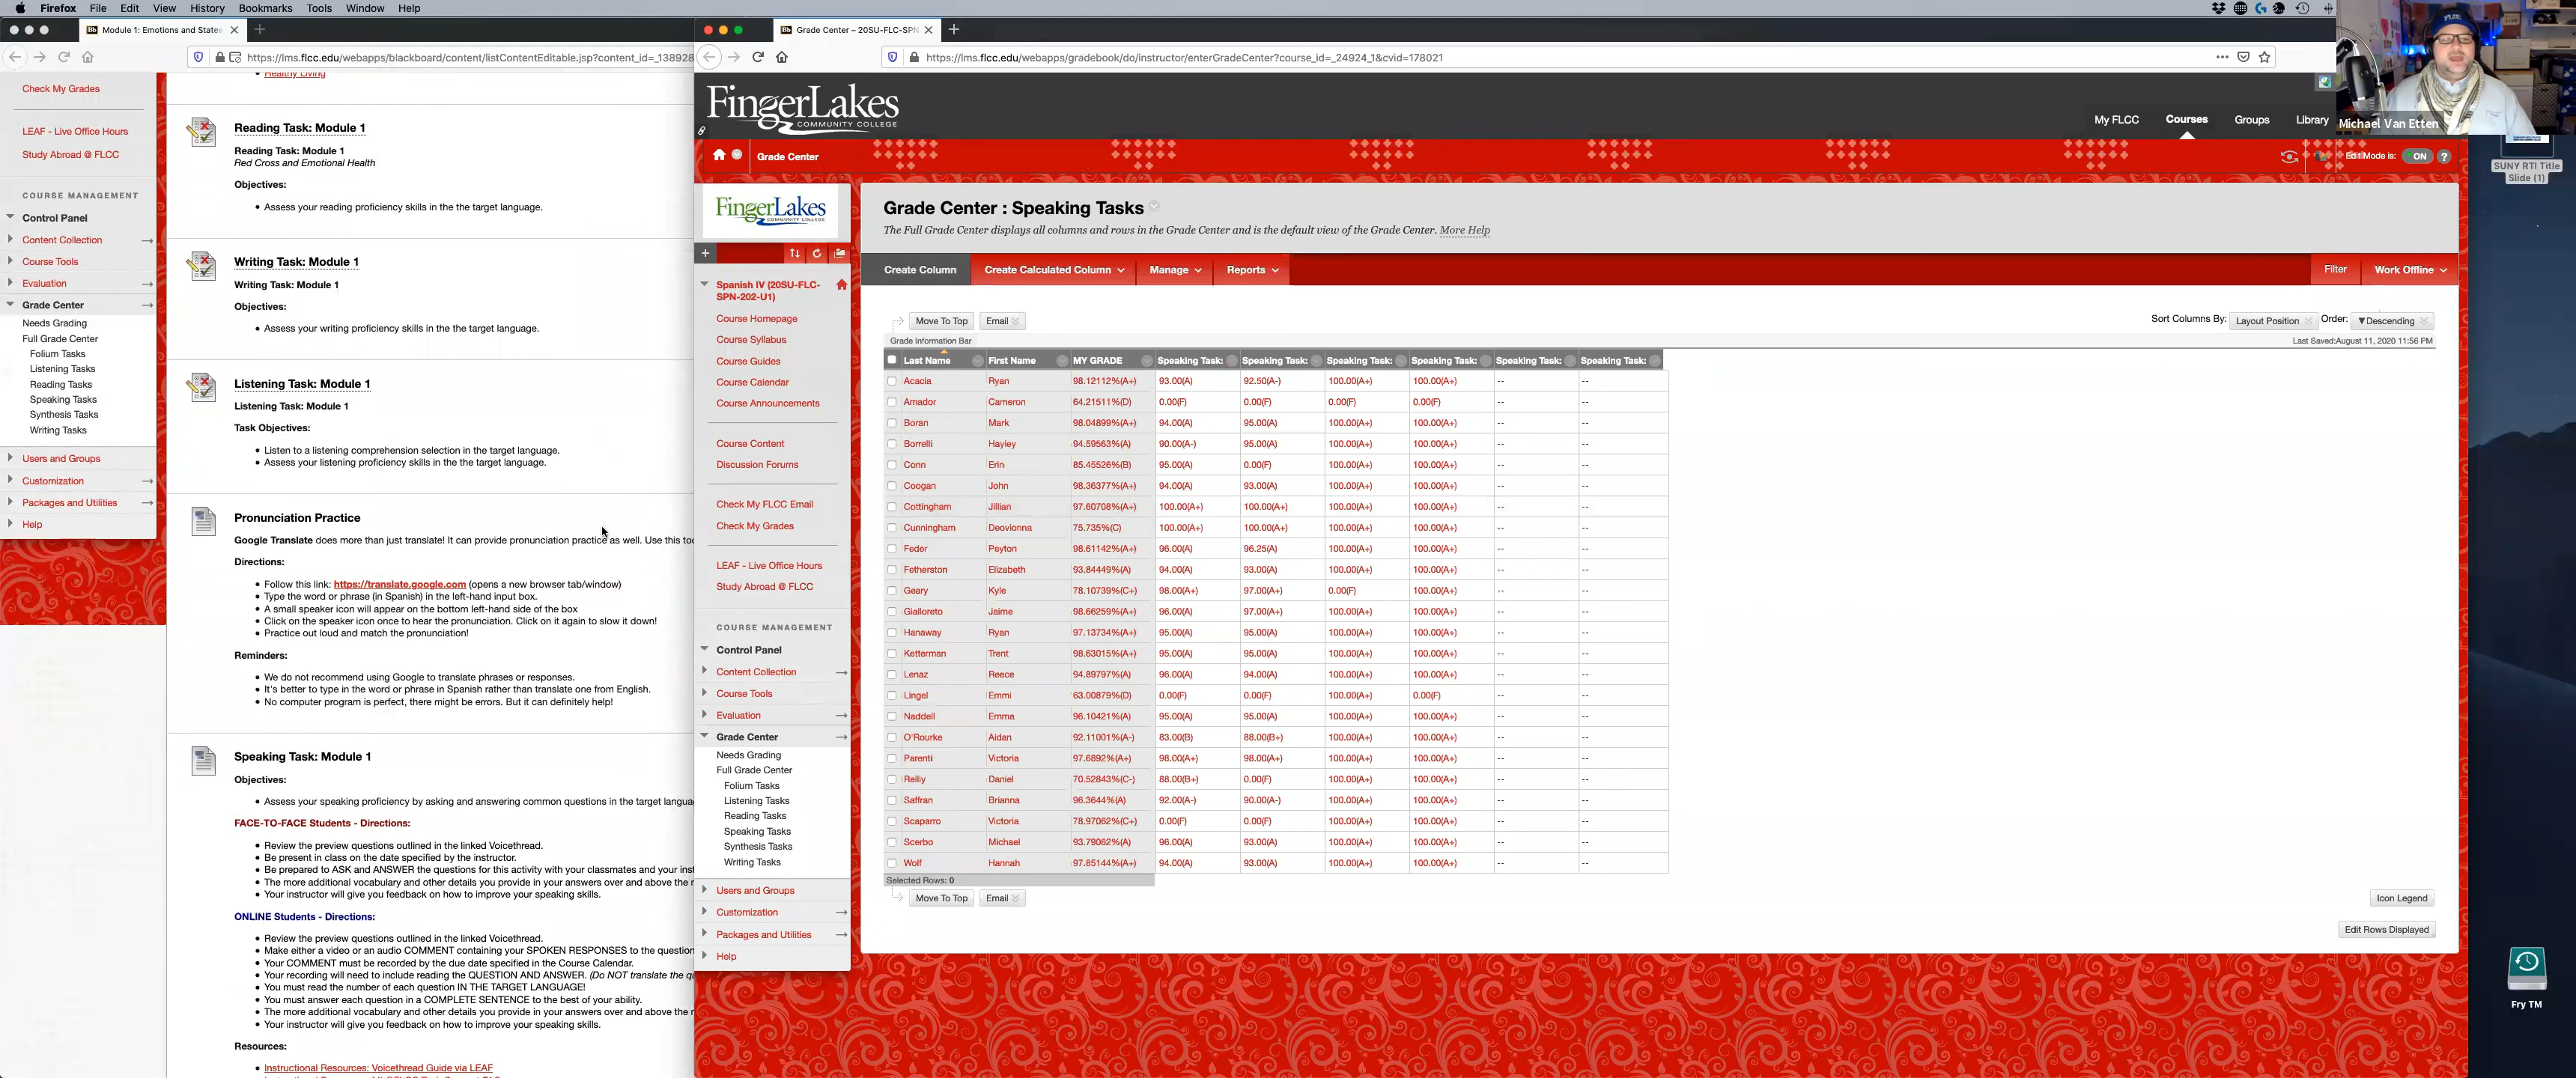 Firefox File Edit View History Bookmarks Tools Window Help
Module 1: Emotions and States
https://lms.flcc.edu/webapps/blackboard/content/listContentEditable.jsp?content_id=_138928
Check My Grades
LEAF - Live Office Hours
Study Abroad @ FLCC
COURSE MANAGEMENT
Control Panel
Content Collection
Course Tools
Evaluation
Grade Center
Needs Grading
Full Grade Center
Folium Tasks
Listening Tasks
Reading Tasks
Speaking Tasks
Synthesis Tasks
Writing Tasks
Users and Groups
Customization
Packages and Utilities
Help
Healthy Living
Reading Task: Module 1
Reading Task: Module 1
Red Cross and Emotional Health
Objectives:
Assess your reading proficiency skills in the the target language.
Writing Task: Module 1
Writing Task: Module 1
Objectives:
Assess your writing proficiency skills in the the target language.
Listening Task: Module 1
Listening Task: Module 1
Task Objectives:
Listen to a listening comprehension selection in the target language.
Assess your listening proficiency skills in the the target language.
Pronunciation Practice
Google Translate does more than just translate! It can provide pronunciation practice as well. Use this too
Directions:
Follow this link: https://translate.google.com (opens a new browser tab/window)
Type the word or phrase (in Spanish) in the left-hand input box.
A small speaker icon will appear on the bottom left-hand side of the box
Click on the speaker icon once to hear the pronunciation. Click on it again to slow it down!
Practice out loud and match the pronunciation!
Reminders:
We do not recommend using Google to translate phrases or responses.
It's better to type in the word or phrase in Spanish rather than translate one from English.
No computer program is perfect, there might be errors. But it can definitely help!
Speaking Task: Module 1
Objectives:
Assess your speaking proficiency by asking and answering common questions in the target langua
FACE-TO-FACE Students - Directions:
Review the preview questions outlined in the linked Voicethread.
Be present in class on the date specified by the instructor.
Be prepared to ASK and ANSWER the questions for this activity with your classmates and your inst
The more additional vocabulary and other details you provide in your answers over and above the r
Your instructor will give you feedback on how to improve your speaking skills.
ONLINE Students - Directions:
Review the preview questions outlined in the linked Voicethread.
Make either a video or an audio COMMENT containing your SPOKEN RESPONSES to the question
Your COMMENT must be recorded by the due date specified in the Course Calendar.
Your recording will need to include reading the QUESTION AND ANSWER. (Do NOT translate the qu
You must read the number of each question IN THE TARGET LANGUAGE!
You must answer each question in a COMPLETE SENTENCE to the best of your ability.
The more additional vocabulary and other details you provide in your answers over and above the r
Your instructor will give you feedback on how to improve your speaking skills.
Resources:
Instructional Resources: Voicethread Guide via LEAF
Grade Center – 20SU-FLC-SPN
https://lms.flcc.edu/webapps/gradebook/do/instructor/enterGradeCenter?course_id=_24924_1&cvid=178021
FingerLakes
COMMUNITY COLLEGE
My FLCC Courses Groups Library
Michael Van Etten
Grade Center
Edit Mode is: ON ?
SUNY RTI Title
Slide (1)
FingerLakes
COMMUNITY COLLEGE
Spanish IV (20SU-FLC-
SPN-202-U1)
Course Homepage
Course Syllabus
Course Guides
Course Calendar
Course Announcements
Course Content
Discussion Forums
Check My FLCC Email
Check My Grades
LEAF - Live Office Hours
Study Abroad @ FLCC
COURSE MANAGEMENT
Control Panel
Content Collection
Course Tools
Evaluation
Grade Center
Needs Grading
Full Grade Center
Folium Tasks
Listening Tasks
Reading Tasks
Speaking Tasks
Synthesis Tasks
Writing Tasks
Users and Groups
Customization
Packages and Utilities
Help
Grade Center : Speaking Tasks
The Full Grade Center displays all columns and rows in the Grade Center and is the default view of the Grade Center. More Help
Create Column Create Calculated Column Manage Reports Filter Work Offline
Move To Top Email Sort Columns By: Layout Position Order: ▼Descending
Grade Information Bar Last Saved:August 11, 2020 11:56 PM
Last Name First Name MY GRADE Speaking Task: Speaking Task: Speaking Task: Speaking Task: Speaking Task: Speaking Task:
Acacia Ryan 98.12112%(A+) 93.00(A) 92.50(A-) 100.00(A+) 100.00(A+) -- --
Amador Cameron 64.21511%(D) 0.00(F) 0.00(F) 0.00(F) 0.00(F) -- --
Boran Mark 98.04899%(A+) 94.00(A) 95.00(A) 100.00(A+) 100.00(A+) -- --
Borrelli Hayley 94.59563%(A) 90.00(A-) 95.00(A) 100.00(A+) 100.00(A+) -- --
Conn Erin 85.45526%(B) 95.00(A) 0.00(F) 100.00(A+) 100.00(A+) -- --
Coogan John 98.36377%(A+) 94.00(A) 93.00(A) 100.00(A+) 100.00(A+) -- --
Cottingham Jillian 97.60708%(A+) 100.00(A+) 100.00(A+) 100.00(A+) 100.00(A+) -- --
Cunningham Deovionna 75.735%(C) 100.00(A+) 100.00(A+) 100.00(A+) 100.00(A+) -- --
Feder Peyton 98.61142%(A+) 96.00(A) 96.25(A) 100.00(A+) 100.00(A+) -- --
Fetherston Elizabeth 93.84449%(A) 94.00(A) 93.00(A) 100.00(A+) 100.00(A+) -- --
Geary Kyle 78.10739%(C+) 98.00(A+) 97.00(A+) 0.00(F) 100.00(A+) -- --
Gialloreto Jaime 98.66259%(A+) 96.00(A) 97.00(A+) 100.00(A+) 100.00(A+) -- --
Hanaway Ryan 97.13734%(A+) 95.00(A) 95.00(A) 100.00(A+) 100.00(A+) -- --
Ketterman Trent 98.63015%(A+) 95.00(A) 95.00(A) 100.00(A+) 100.00(A+) -- --
Lenaz Reece 94.89797%(A) 96.00(A) 94.00(A) 100.00(A+) 100.00(A+) -- --
Lingel Emmi 63.00879%(D) 0.00(F) 0.00(F) 100.00(A+) 0.00(F) -- --
Naddell Emma 96.10421%(A) 95.00(A) 95.00(A) 100.00(A+) 100.00(A+) -- --
O'Rourke Aidan 92.11001%(A-) 83.00(B) 88.00(B+) 100.00(A+) 100.00(A+) -- --
Parenti Victoria 97.6892%(A+) 98.00(A+) 98.00(A+) 100.00(A+) 100.00(A+) -- --
Reiliy Daniel 70.52843%(C-) 88.00(B+) 0.00(F) 100.00(A+) 100.00(A+) -- --
Saffran Brianna 96.3644%(A) 92.00(A-) 90.00(A-) 100.00(A+) 100.00(A+) -- --
Scaparro Victoria 78.97062%(C+) 0.00(F) 0.00(F) 100.00(A+) 100.00(A+) -- --
Scerbo Michael 93.79062%(A) 96.00(A) 93.00(A) 100.00(A+) 100.00(A+) -- --
Wolf Hannah 97.85144%(A+) 94.00(A) 93.00(A) 100.00(A+) 100.00(A+) -- --
Selected Rows: 0
Move To Top Email Icon Legend
Edit Rows Displayed
Fry TM